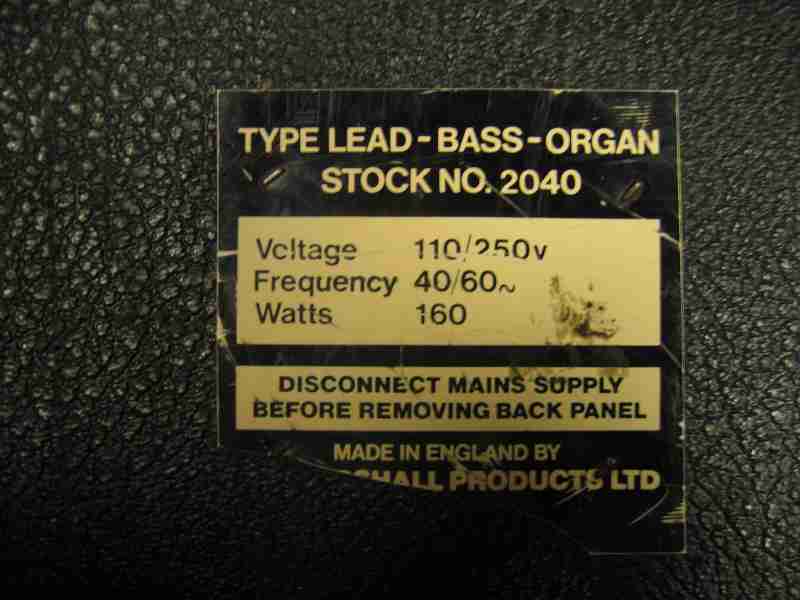 TYPE LEAD-BASS-ORGAN
STOCK NO. 2040
Voltage 110/250v
Frequency 40/60~
Watts 160
DISCONNECT MAINS SUPPLY
BEFORE REMOVING BACK PANEL
MADE IN ENGLAND BY
PRODUCTS LTD